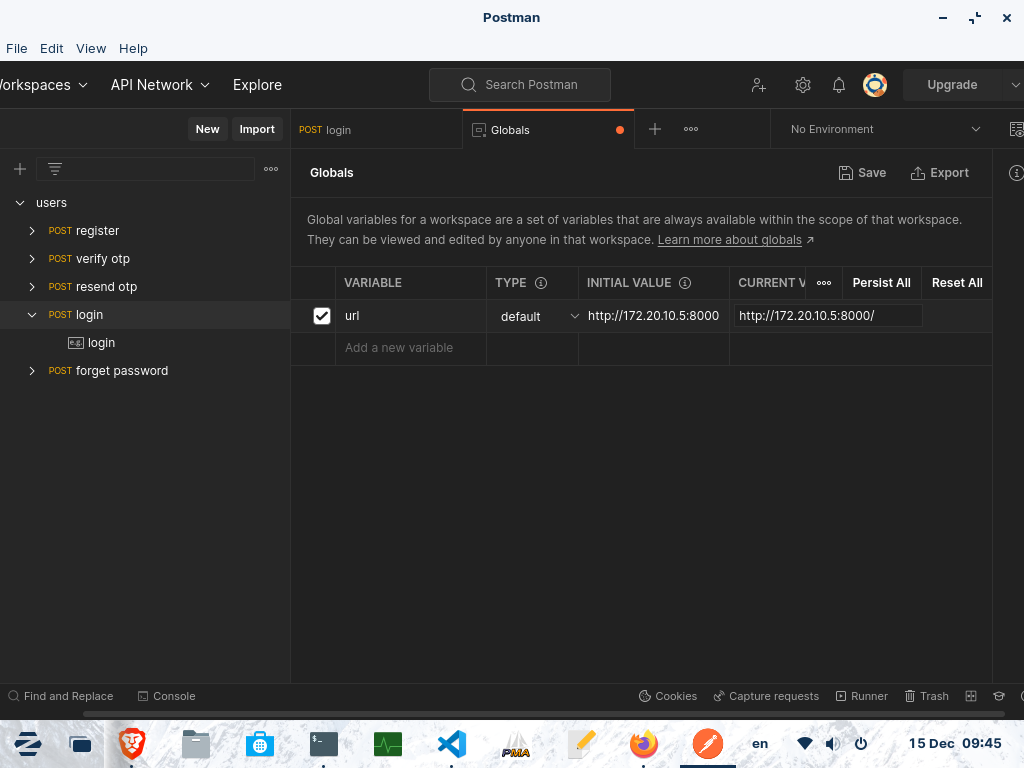 Postman
File Edit View Help
Workspaces API Network Explore Search Postman Upgrade
New Import POST login Globals No Environment
Globals Save Export
users
POST register
POST verify otp
POST resend otp
POST login
e.g. login
POST forget password
Global variables for a workspace are a set of variables that are always available within the scope of that workspace.
They can be viewed and edited by anyone in that workspace. Learn more about globals ↗
VARIABLE TYPE INITIAL VALUE CURRENT V Persist All Reset All
url default http://172.20.10.5:8000 http://172.20.10.5:8000/
Add a new variable
Find and Replace Console Cookies Capture requests Runner Trash
PMA en 15 Dec 09:45